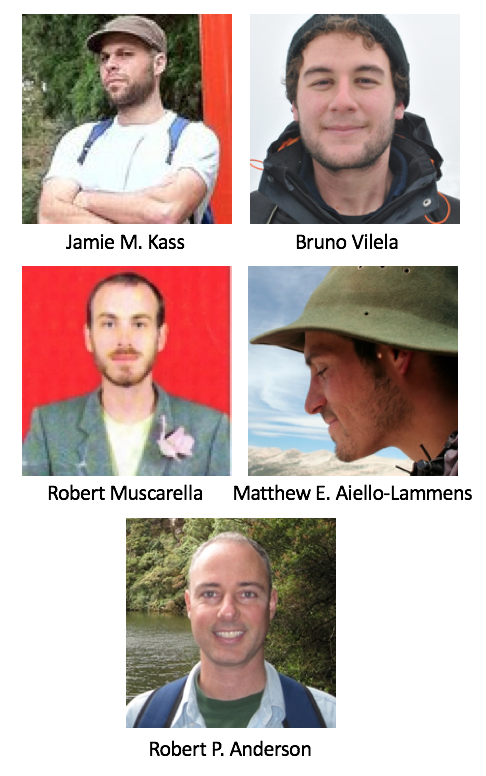 Jamie M. Kass
Bruno Vilela
Robert Muscarella
Matthew E. Aiello-Lammens
Robert P. Anderson